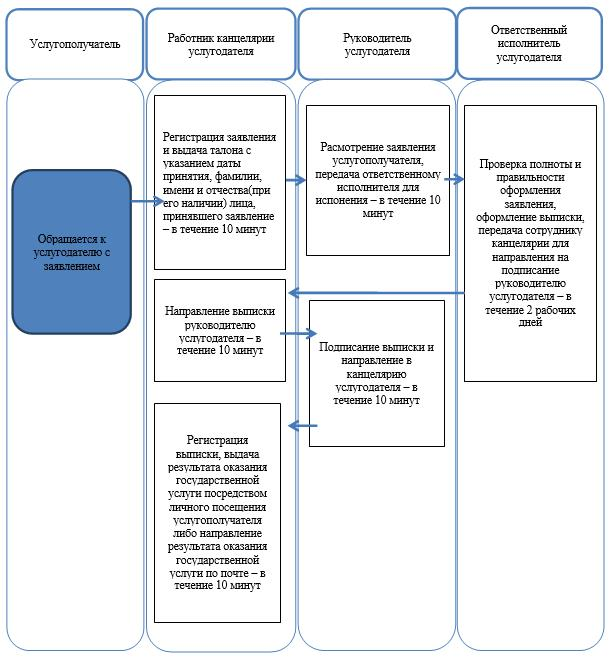 Услугополучатель
Работник канцелярии
услугодателя
Руководитель
услугодателя
Ответственный
исполнитель
услугодателя
Обращается к
услугодателю с
заявлением
Регистрация заявления
и выдача талона с
указанием даты
принятия, фамилии,
имени и отчества(при
его наличии) лица,
принявшего заявление
– в течение 10 минут
Расмотрение заявления
услугополучателя,
передача ответственному
исполнителя для
испонения – в течение 10
минут
Проверка полноты и
правильности
оформления
заявления,
оформление выписки,
передача сотруднику
канцелярии для
направления на
подписание
руководителю
услугодателя – в
течение 2 рабочих
дней
Направление выписки
руководителю
услугодателя – в
течение 10 минут
Подписание выписки и
направление в
канцелярию
услугодателя – в
течение 10 минут
Регистрация
выписки, выдача
результата оказания
государственной
услуги посредством
личного посещения
услугополучателя
либо направление
результата оказания
государственной
услуги по почте – в
течение 10 минут